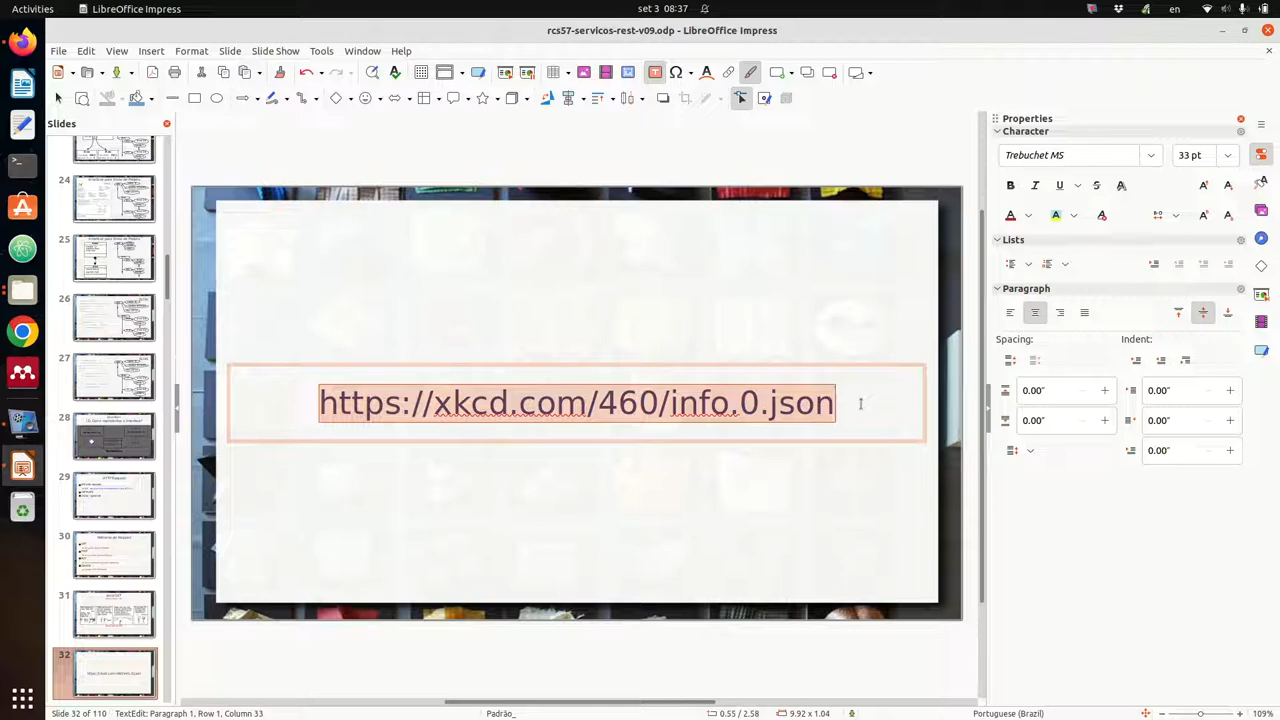 Activities
LibreOffice Impress
set 3 08:37
en
rcs57-servicos-rest-v09.odp - LibreOffice Impress
File Edit View Insert Format Slide Slide Show Tools Window Help
Slides
24
25
26
27
28
29
30
31
32
https://xkcd.com/460/info_0.json
Properties
Character
Trebuchet MS
33 pt
Lists
Paragraph
Spacing:
Indent:
0.00"
0.00"
0.00"
0.00"
0.00"
Slide 32 of 110
TextEdit: Paragraph 1, Row 1, Column 33
Padrão_
0.55 / 2.58
9.92 x 1.04
Portuguese (Brazil)
109%